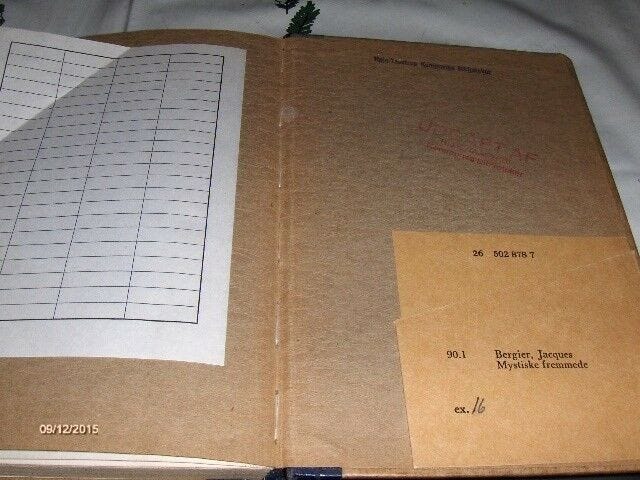 26 502 878 7
90.1 Bergier, Jacques
Mystiske fremmede
ex. 16
09/12/2015